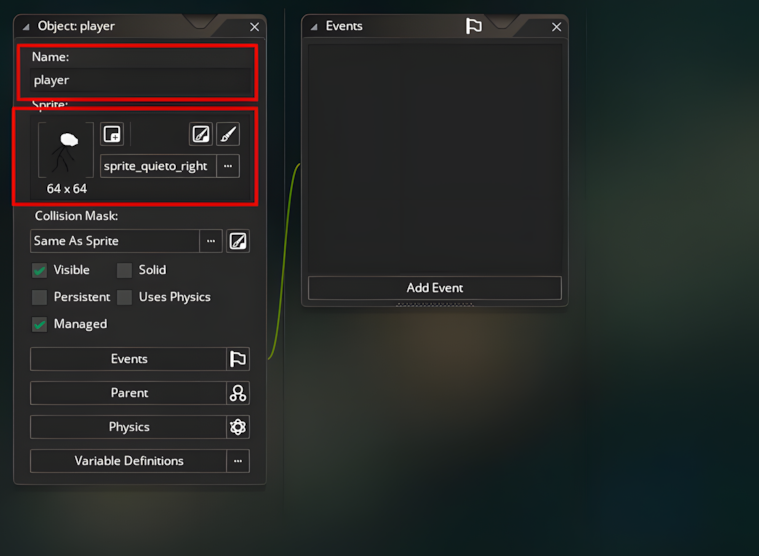 Object: player
Name:
player
Sprite:
sprite_quieto_right
...
64 x 64
Collision Mask:
Same As Sprite
...
Visible
Solid
Persistent
Uses Physics
Managed
Events
Parent
Physics
Variable Definitions
...
Events
Add Event